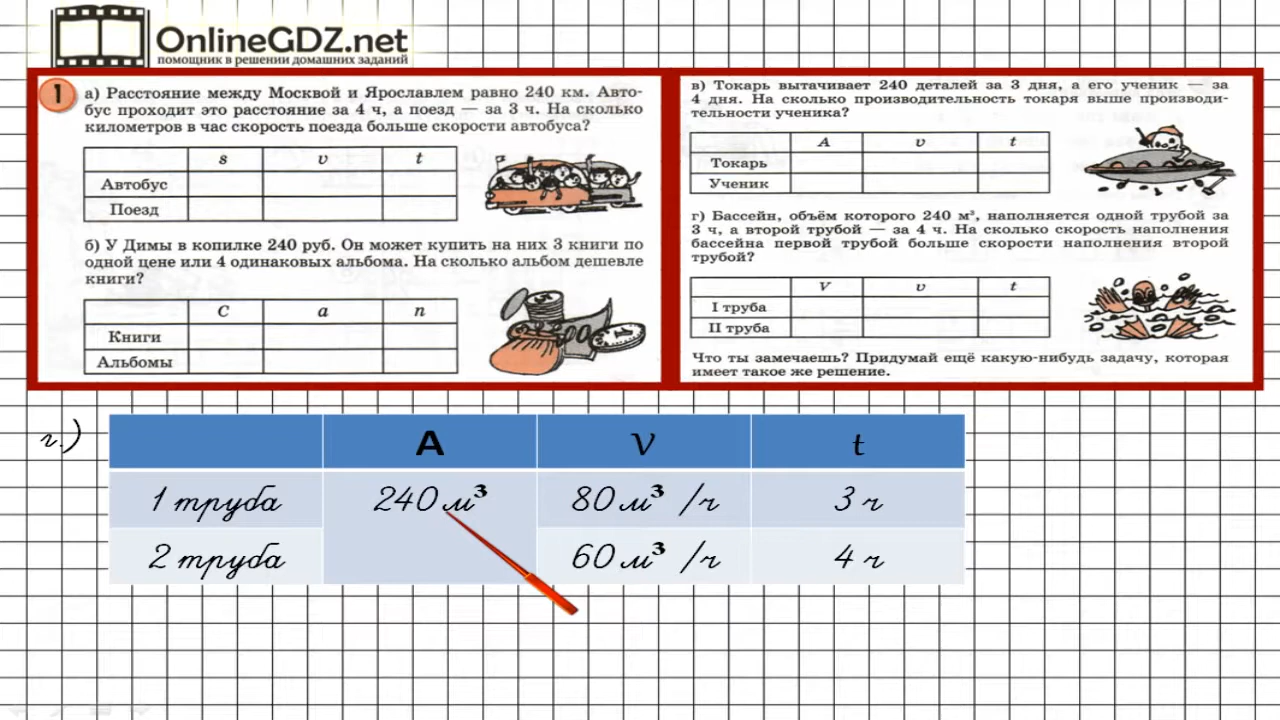 OnlineGDZ.net
помощник в решении домашних заданий
1 а) Расстояние между Москвой и Ярославлем равно 240 км. Авто-
бус проходит это расстояние за 4 ч, а поезд — за 3 ч. На сколько
километров в час скорость поезда больше скорости автобуса?
s v t
Автобус
Поезд
б) У Димы в копилке 240 руб. Он может купить на них 3 книги по
одной цене или 4 одинаковых альбома. На сколько альбом дешевле
книги?
C a n
Книги
Альбомы
в) Токарь вытачивает 240 деталей за 3 дня, а его ученик — за
4 дня. На сколько производительность токаря выше производи-
тельности ученика?
A v t
Токарь
Ученик
г) Бассейн, объём которого 240 м³, наполняется одной трубой за
3 ч, а второй трубой — за 4 ч. На сколько скорость наполнения
бассейна первой трубой больше скорости наполнения второй
трубой?
V v t
I труба
II труба
Что ты замечаешь? Придумай ещё какую-нибудь задачу, которая
имеет такое же решение.
г.)
A V t
1 труба 240 м³ 80 м³ /ч 3 ч
2 труба 60 м³ /ч 4 ч